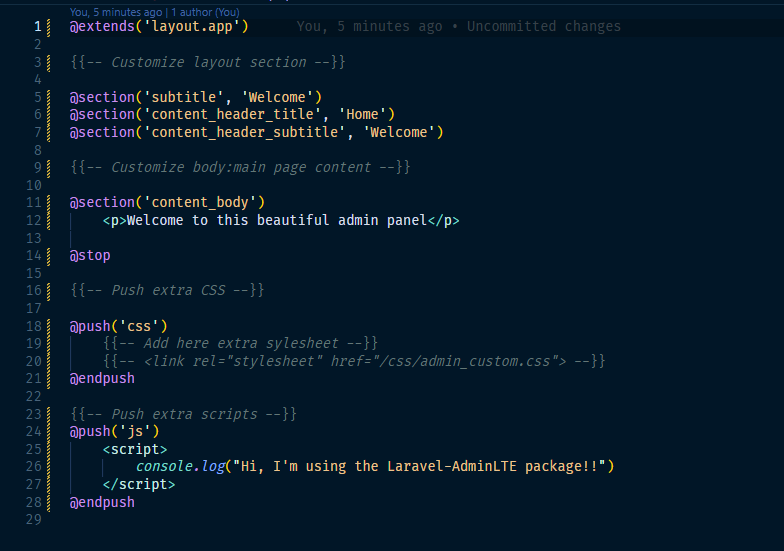 You, 5 minutes ago | 1 author (You)
1 @extends('layout.app') You, 5 minutes ago • Uncommitted changes
2
3 {{-- Customize layout section --}}
4
5 @section('subtitle', 'Welcome')
6 @section('content_header_title', 'Home')
7 @section('content_header_subtitle', 'Welcome')
8
9 {{-- Customize body:main page content --}}
10
11 @section('content_body')
12 <p>Welcome to this beautiful admin panel</p>
13
14 @stop
15
16 {{-- Push extra CSS --}}
17
18 @push('css')
19 {{-- Add here extra sylesheet --}}
20 {{-- <link rel="stylesheet" href="/css/admin_custom.css"> --}}
21 @endpush
22
23 {{-- Push extra scripts --}}
24 @push('js')
25 <script>
26 console.log("Hi, I'm using the Laravel-AdminLTE package!!")
27 </script>
28 @endpush
29